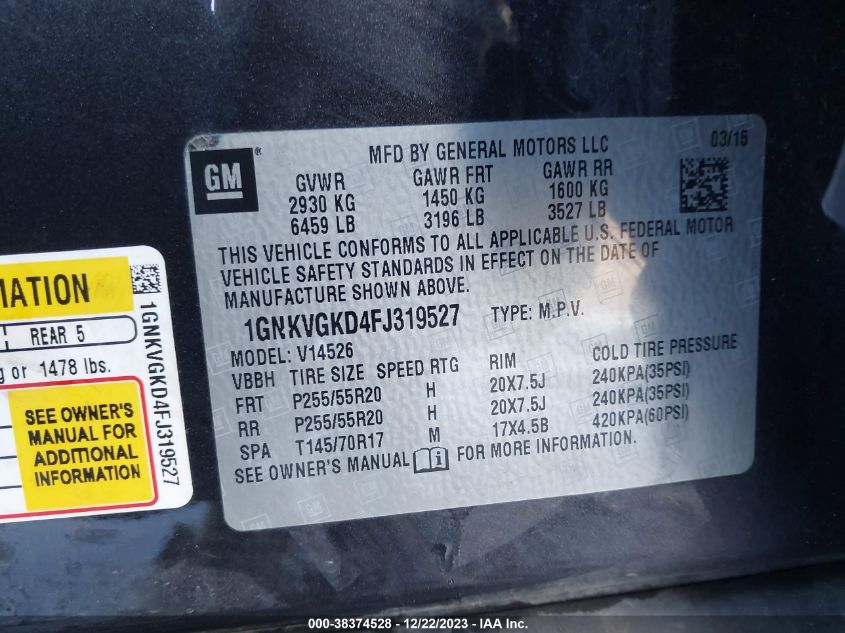 GM ®
MFD BY GENERAL MOTORS LLC
03/15
GVWR GAWR FRT GAWR RR
2930 KG 1450 KG 1600 KG
6459 LB 3196 LB 3527 LB
THIS VEHICLE CONFORMS TO ALL APPLICABLE U.S. FEDERAL MOTOR
VEHICLE SAFETY STANDARDS IN EFFECT ON THE DATE OF
MANUFACTURE SHOWN ABOVE.
1GNKVGKD4FJ319527 TYPE: M.P.V.
MODEL: V14526
VBBH TIRE SIZE SPEED RTG RIM COLD TIRE PRESSURE
FRT P255/55R20 H 20X7.5J 240KPA(35PSI)
RR P255/55R20 H 20X7.5J 240KPA(35PSI)
SPA T145/70R17 M 17X4.5B 420KPA(60PSI)
SEE OWNER'S MANUAL i FOR MORE INFORMATION.
MATION
REAR 5
g or 1478 lbs.
SEE OWNER'S
MANUAL FOR
ADDITIONAL
INFORMATION
1GNKVGKD4FJ319527
000-38374528 - 12/22/2023 - IAAI.com